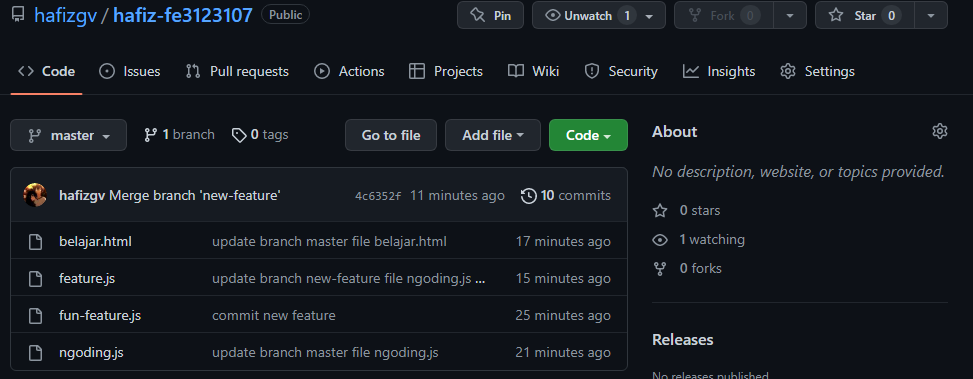 hafizgv / hafiz-fe3123107 Public Pin Unwatch 1 Fork 0 Star 0
Code Issues Pull requests Actions Projects Wiki Security Insights Settings
master 1 branch 0 tags Go to file Add file Code
hafizgv Merge branch 'new-feature' 4c6352f 11 minutes ago 10 commits
belajar.html update branch master file belajar.html 17 minutes ago
feature.js update branch new-feature file ngoding.js ... 15 minutes ago
fun-feature.js commit new feature 25 minutes ago
ngoding.js update branch master file ngoding.js 21 minutes ago
About
No description, website, or topics provided.
0 stars
1 watching
0 forks
Releases
No releases published